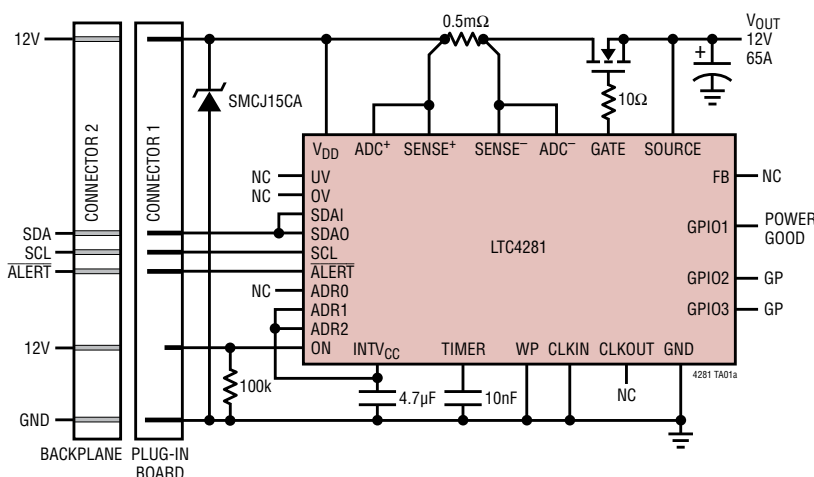 0.5mΩ
VOUT
12V
65A
12V
+
SMCJ15CA
10Ω
CONNECTOR 2
CONNECTOR 1
VDD ADC+ SENSE+ SENSE– ADC– GATE SOURCE
NC UV
NC OV
SDAI
SDA SDAO
SCL SCL
ALERT ALERT
NC ADR0
ADR1
ADR2
12V ON
LTC4281
FB NC
GPIO1 POWER
GOOD
GPIO2 GP
GPIO3 GP
INTVCC TIMER WP CLKIN CLKOUT GND
4281 TA01a
100k
4.7µF
10nF
NC
GND
BACKPLANE PLUG-IN
BOARD